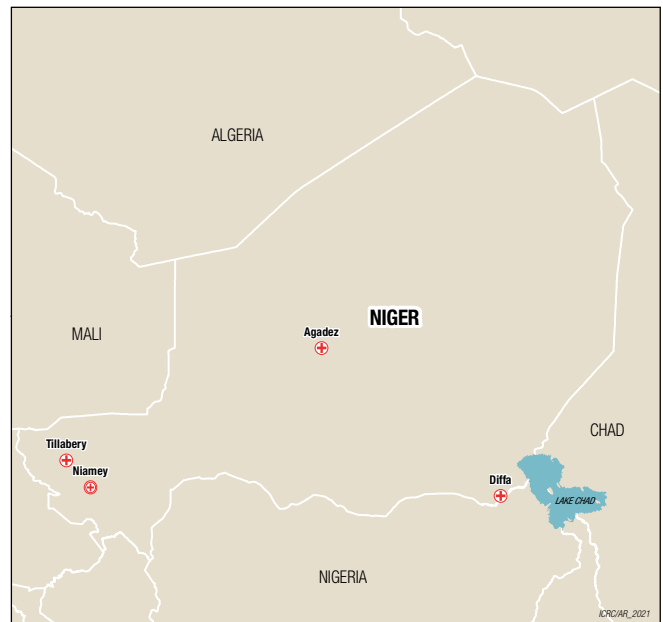 ALGERIA
NIGER
Agadez
MALI
CHAD
Tillabery
Niamey
Diffa
LAKE CHAD
NIGERIA
ICRC/AR_2021